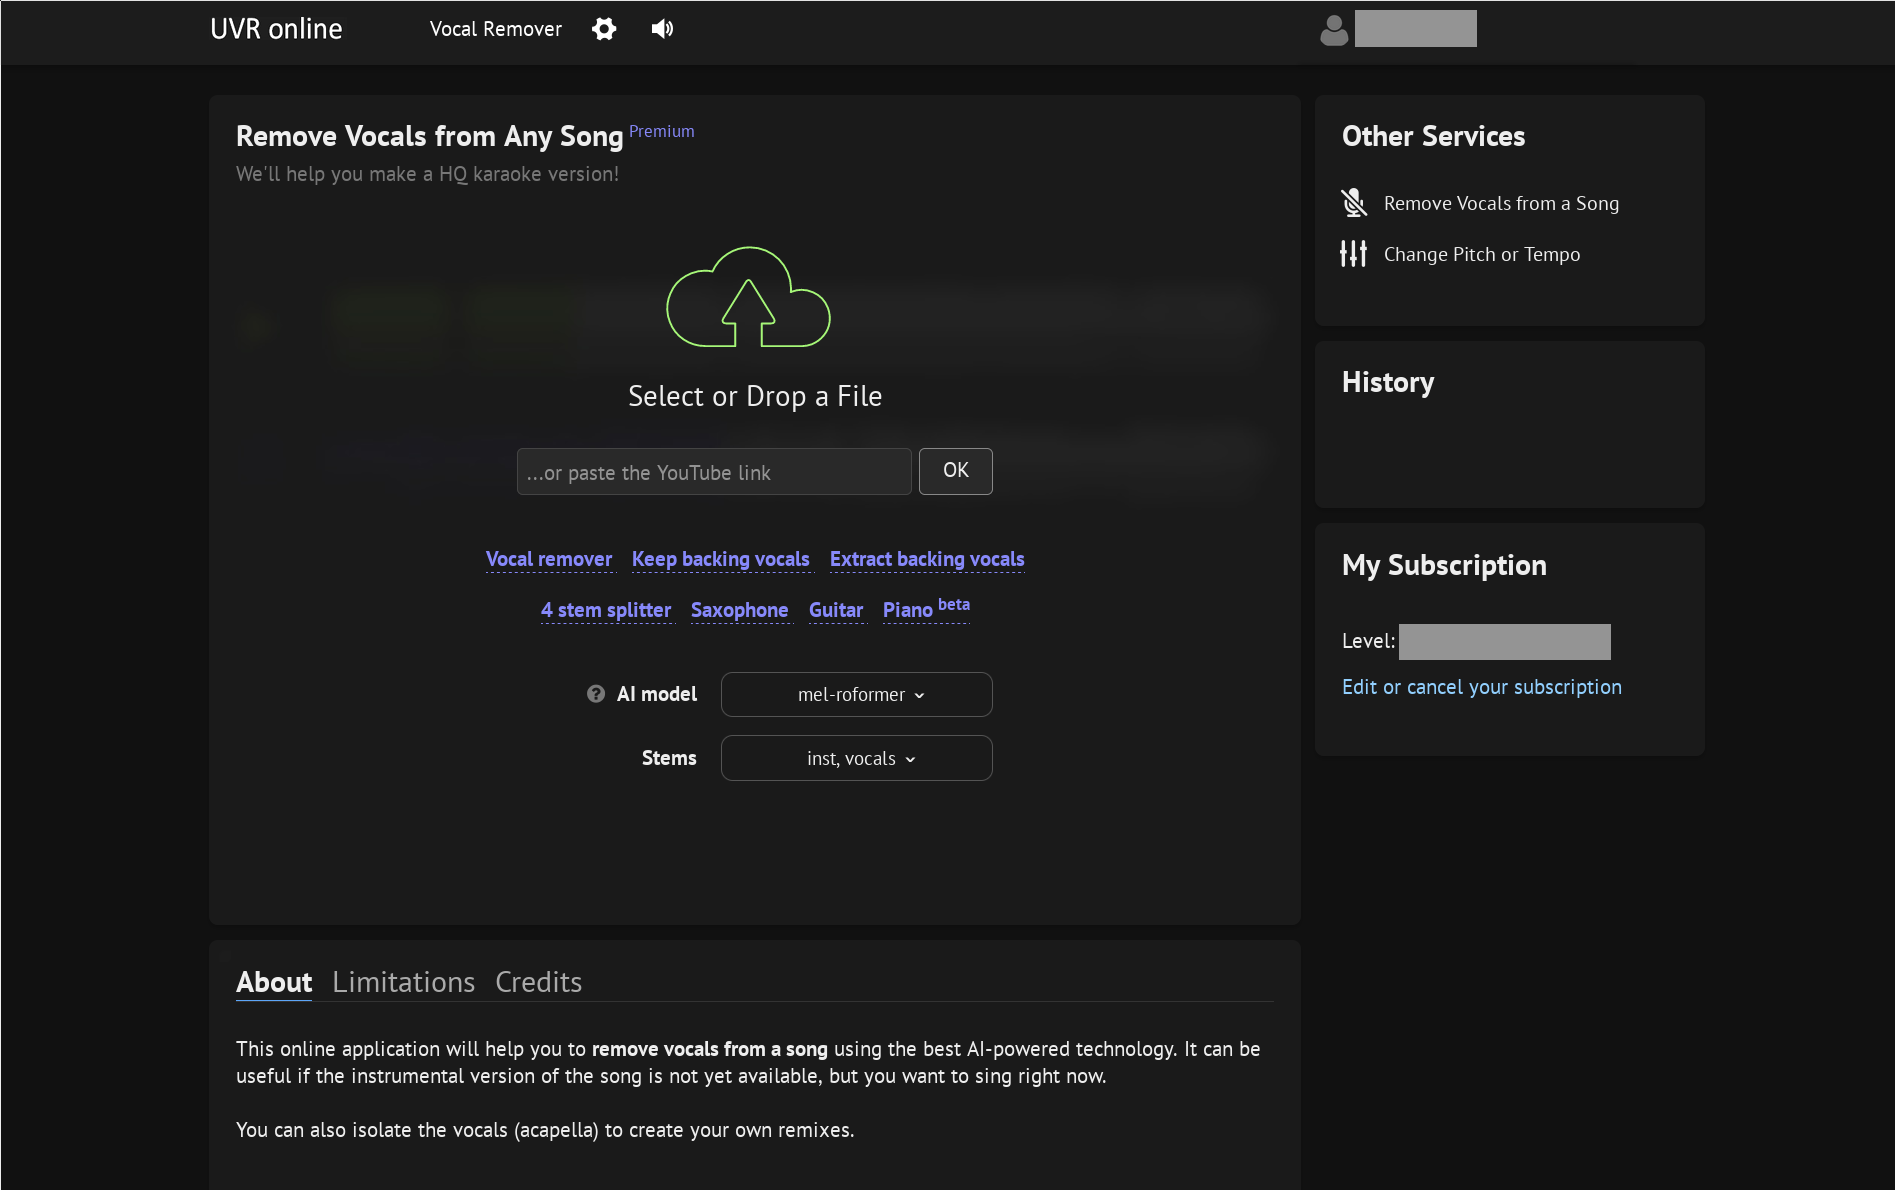 UVR online
Vocal Remover
Remove Vocals from Any Song Premium
We'll help you make a HQ karaoke version!
Select or Drop a File
...or paste the YouTube link
OK
Vocal remover Keep backing vocals Extract backing vocals
4 stem splitter Saxophone Guitar Piano beta
AI model mel-roformer
Stems inst, vocals
About Limitations Credits
This online application will help you to remove vocals from a song using the best AI-powered technology. It can be
useful if the instrumental version of the song is not yet available, but you want to sing right now.
You can also isolate the vocals (acapella) to create your own remixes.
Other Services
Remove Vocals from a Song
Change Pitch or Tempo
History
My Subscription
Level:
Edit or cancel your subscription